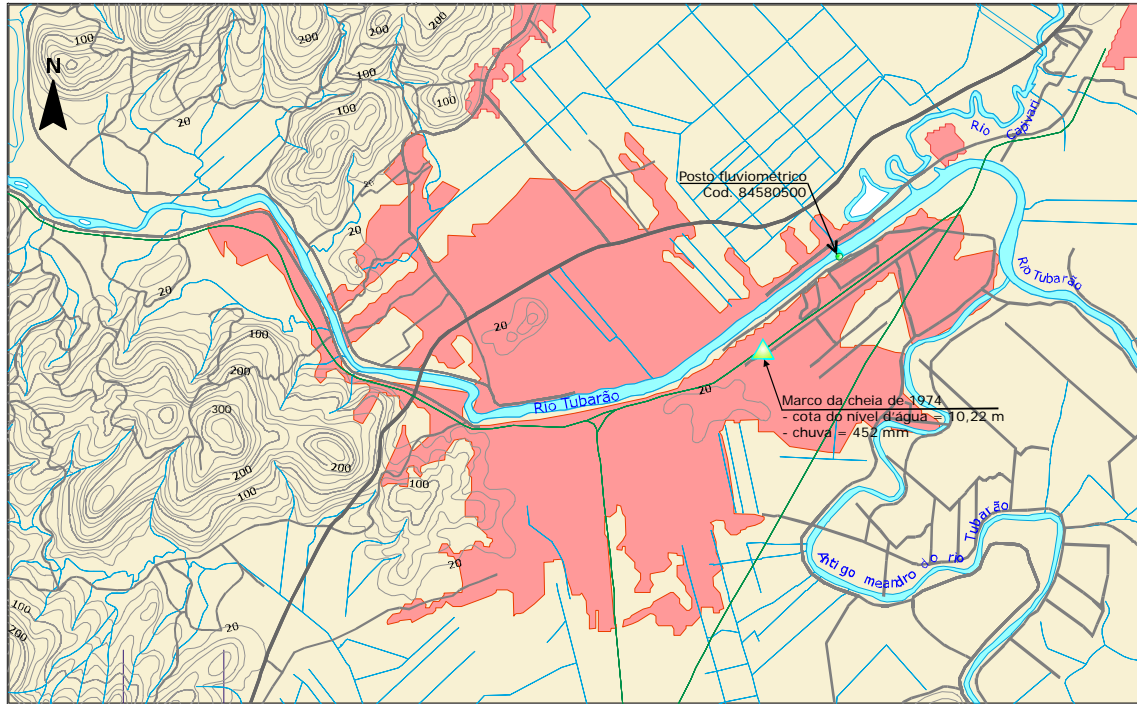 N
100
200
200
200
100
100
100
20
20
20
20
20
Posto fluviométrico
Cod. 84580500
Rio
Capivari
Rio Tubarão
Rio Tubarão
20
Marco da cheia de 1974
- cota do nível d'água = 10,22 m
- chuva = 452 mm
100
200
300
200
200
100
100
20
100
200
20
Antigo meandro do rio Tubarão